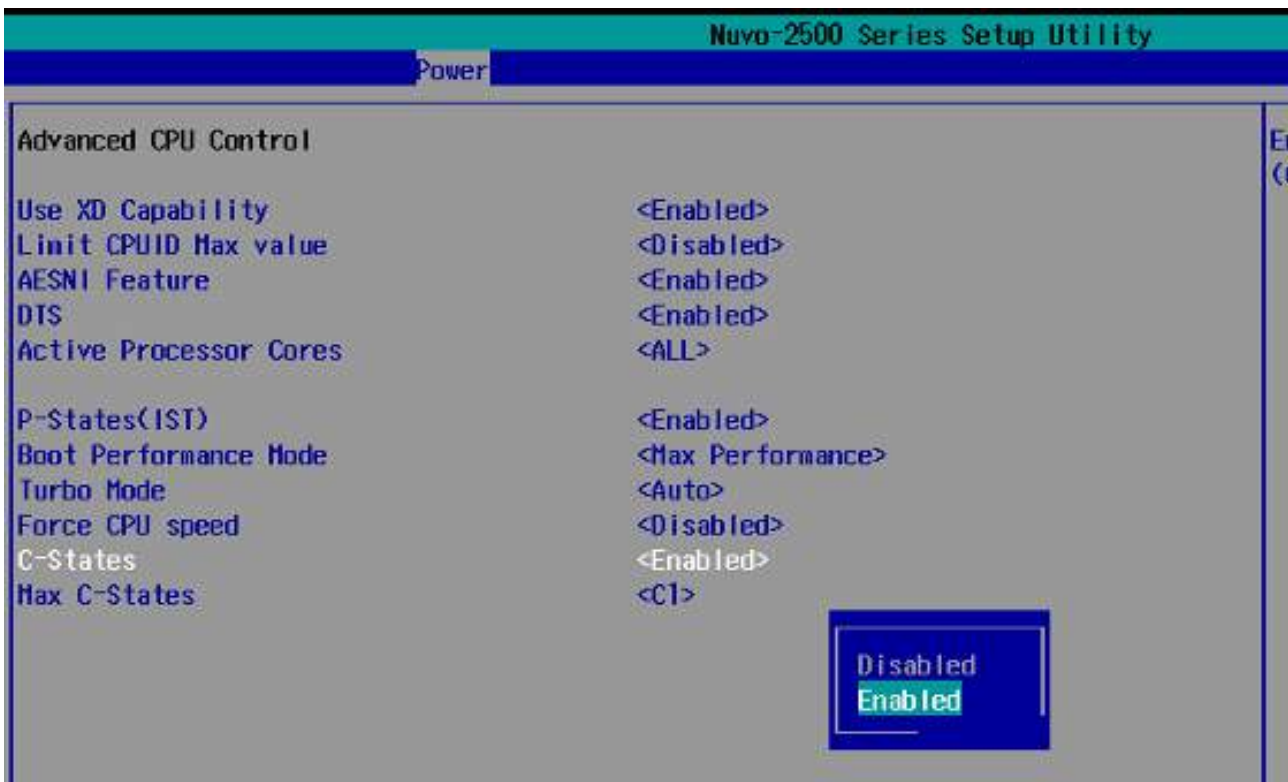 Nuvo-2500 Series Setup Utility
Power
Advanced CPU Control
Use XD Capability <Enabled>
Limit CPUID Max value <Disabled>
AESNI Feature <Enabled>
DTS <Enabled>
Active Processor Cores <ALL>
P-States(IST) <Enabled>
Boot Performance Mode <Max Performance>
Turbo Mode <Auto>
Force CPU speed <Disabled>
C-States <Enabled>
Max C-States <C1>
Disabled
Enabled